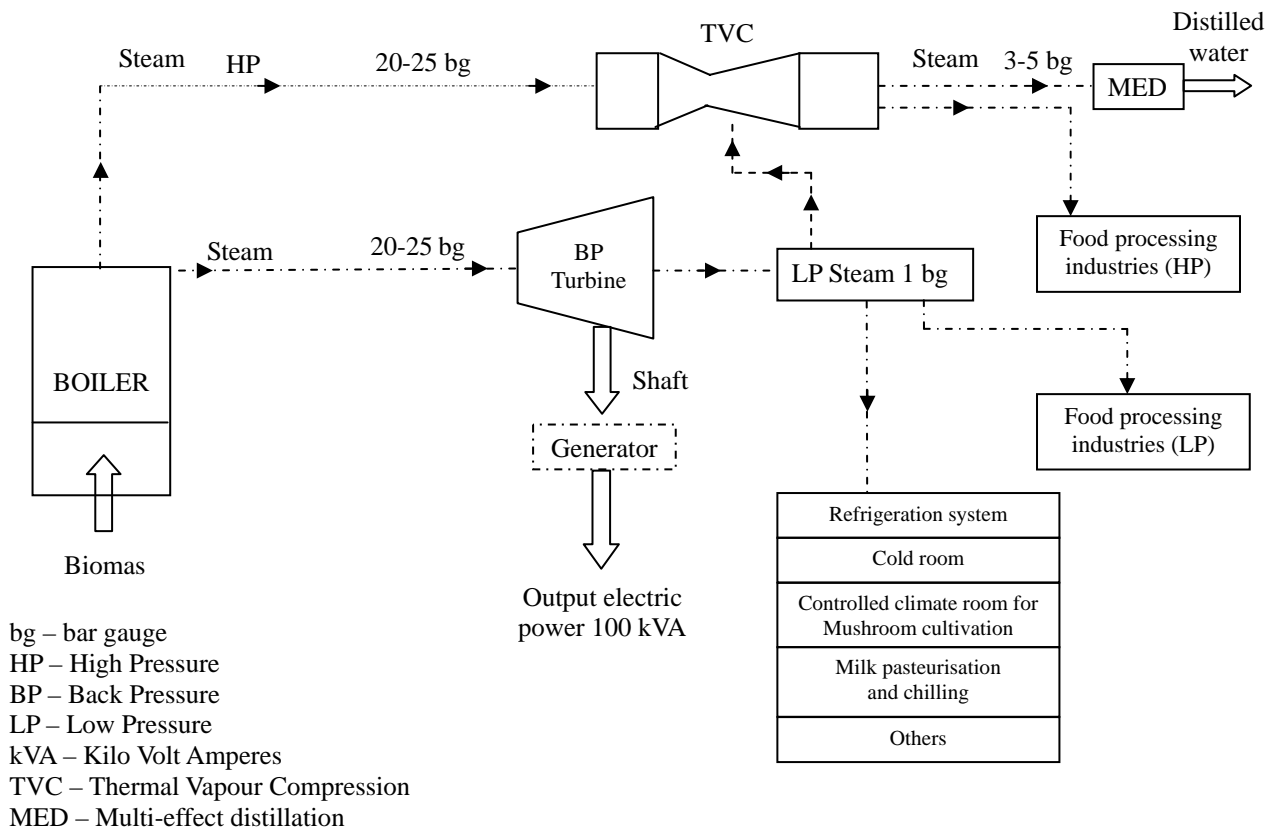 TVC
Distilled
water
Steam HP 20-25 bg
Steam 3-5 bg
MED
Steam 20-25 bg
BP
Turbine
LP Steam 1 bg
Food processing
industries (HP)
BOILER
Shaft
Generator
Food processing
industries (LP)
Biomas
Output electric
power 100 kVA
Refrigeration system
Cold room
Controlled climate room for
Mushroom cultivation
Milk pasteurisation
and chilling
Others
bg – bar gauge
HP – High Pressure
BP – Back Pressure
LP – Low Pressure
kVA – Kilo Volt Amperes
TVC – Thermal Vapour Compression
MED – Multi-effect distillation